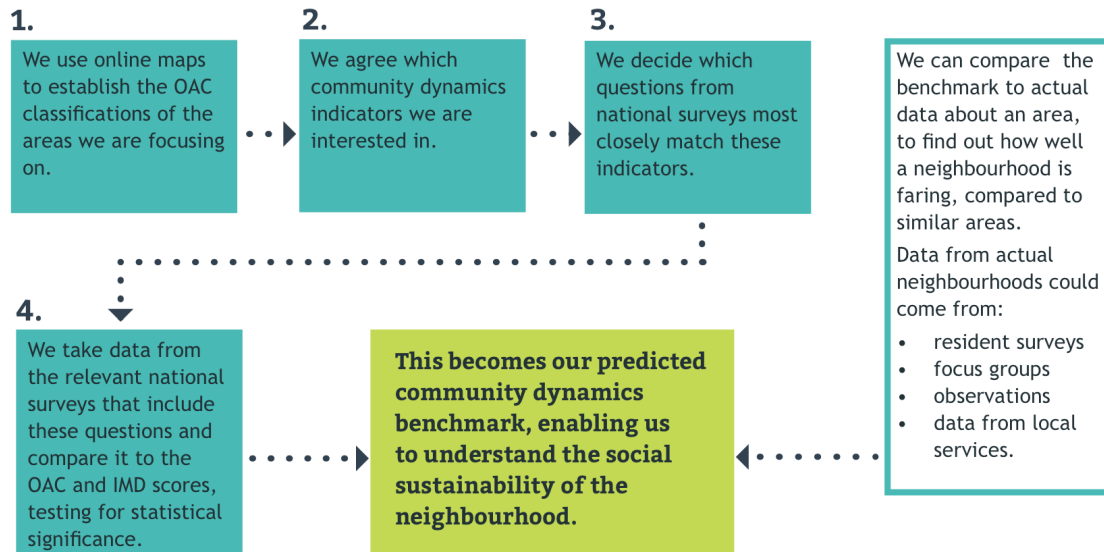 1.
We use online maps
to establish the OAC
classifications of the
areas we are focusing
on.
2.
We agree which
community dynamics
indicators we are
interested in.
3.
We decide which
questions from
national surveys most
closely match these
indicators.
4.
We take data from
the relevant national
surveys that include
these questions and
compare it to the
OAC and IMD scores,
testing for statistical
significance.
This becomes our predicted
community dynamics
benchmark, enabling us
to understand the social
sustainability of the
neighbourhood.
We can compare the
benchmark to actual
data about an area,
to find out how well
a neighbourhood is
faring, compared to
similar areas.
Data from actual
neighbourhoods could
come from:
• resident surveys
• focus groups
• observations
• data from local
services.